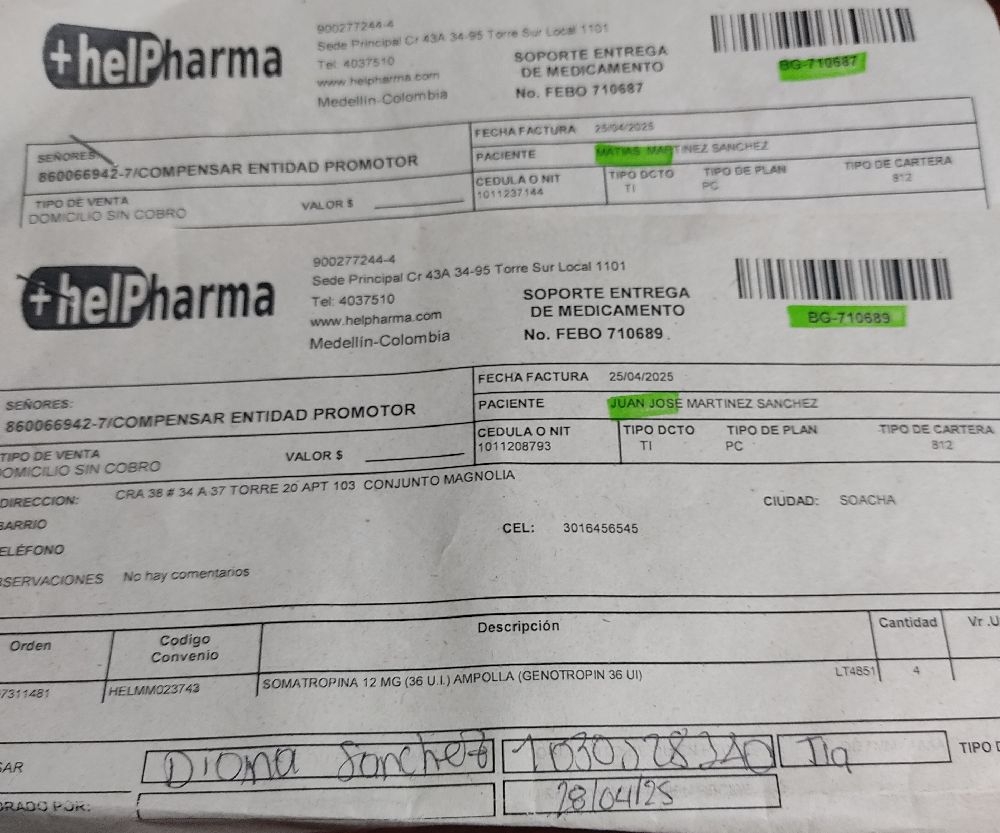 +helPharma
900277244-4
Sede Principal Cr 43A 34-95 Torre Sur Local 1101
Tel: 4037510
www.helpharma.com
Medellín-Colombia
SOPORTE ENTREGA
DE MEDICAMENTO
No. FEBO 710687
BG-710687
SEÑORES:
860066942-7/COMPENSAR ENTIDAD PROMOTOR
TIPO DE VENTA
DOMICILIO SIN COBRO
VALOR $
FECHA FACTURA 25/04/2025
PACIENTE MATIAS MARTINEZ SANCHEZ
CEDULA O NIT TIPO DCTO TIPO DE PLAN TIPO DE CARTERA
1011237144 TI PC 812
+helPharma
900277244-4
Sede Principal Cr 43A 34-95 Torre Sur Local 1101
Tel: 4037510
www.helpharma.com
Medellín-Colombia
SOPORTE ENTREGA
DE MEDICAMENTO
No. FEBO 710689
BG-710689
SEÑORES:
860066942-7/COMPENSAR ENTIDAD PROMOTOR
TIPO DE VENTA
DOMICILIO SIN COBRO
VALOR $
FECHA FACTURA 25/04/2025
PACIENTE JUAN JOSE MARTINEZ SANCHEZ
CEDULA O NIT TIPO DCTO TIPO DE PLAN TIPO DE CARTERA
1011208793 TI PC 812
DIRECCION: CRA 38 # 34 A 37 TORRE 20 APT 103 CONJUNTO MAGNOLIA
CIUDAD: SOACHA
BARRIO
CEL: 3016456545
TELÉFONO
OBSERVACIONES No hay comentarios
Orden Codigo Convenio Descripción Cantidad Vr.U
7311481 HELMM023743 SOMATROPINA 12 MG (36 U.I.) AMPOLLA (GENOTROPIN 36 UI) LT4851 4
SAR Diana Sanchez Tia TIPO D
ORADO POR: 28/04/25